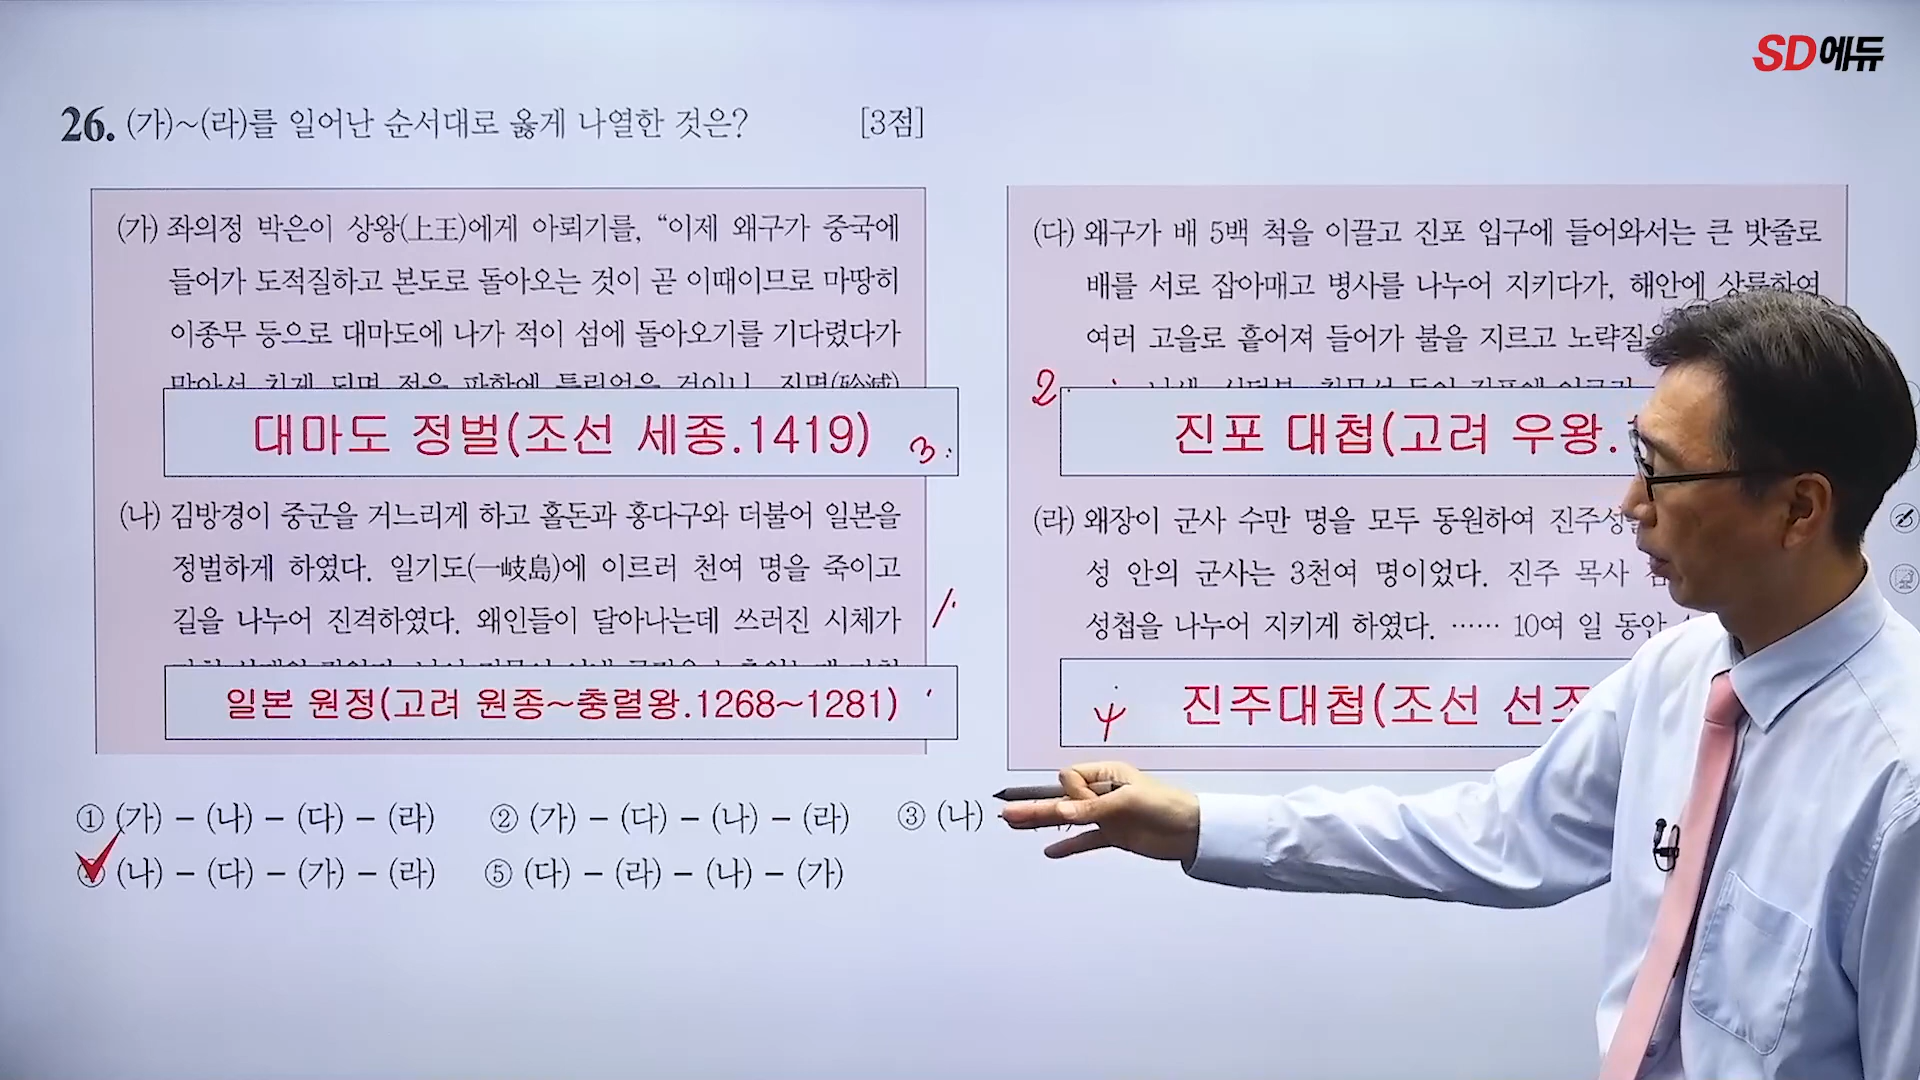 SD에듀
26. (가)~(라)를 일어난 순서대로 옳게 나열한 것은? [3점]
(가) 좌의정 박은이 상왕(上王)에게 아뢰기를, “이제 왜구가 중국에
들어가 도적질하고 본도로 돌아오는 것이 곧 이때이므로 마땅히
이종무 등으로 대마도에 나가 적이 섬에 돌아오기를 기다렸다가
대마도 정벌(조선 세종.1419) 3.
(나) 김방경이 중군을 거느리게 하고 홀돈과 홍다구와 더불어 일본을
정벌하게 하였다. 일기도(一岐島)에 이르러 천여 명을 죽이고
길을 나누어 진격하였다. 왜인들이 달아나는데 쓰러진 시체가
1.
일본 원정(고려 원종~충렬왕.1268~1281)
(다) 왜구가 배 5백 척을 이끌고 진포 입구에 들어와서는 큰 밧줄로
배를 서로 잡아매고 병사를 나누어 지키다가, 해안에 상륙하여
여러 고을로 흩어져 들어가 불을 지르고 노략질을
2.
진포 대첩(고려 우왕.
(라) 왜장이 군사 수만 명을 모두 동원하여 진주성을
성 안의 군사는 3천여 명이었다. 진주 목사
성첩을 나누어 지키게 하였다. …… 10여 일 동안
4 진주대첩(조선 선조
① (가) – (나) – (다) – (라) ② (가) – (다) – (나) – (라) ③ (나) –
④ (나) – (다) – (가) – (라) ⑤ (다) – (라) – (나) – (가)